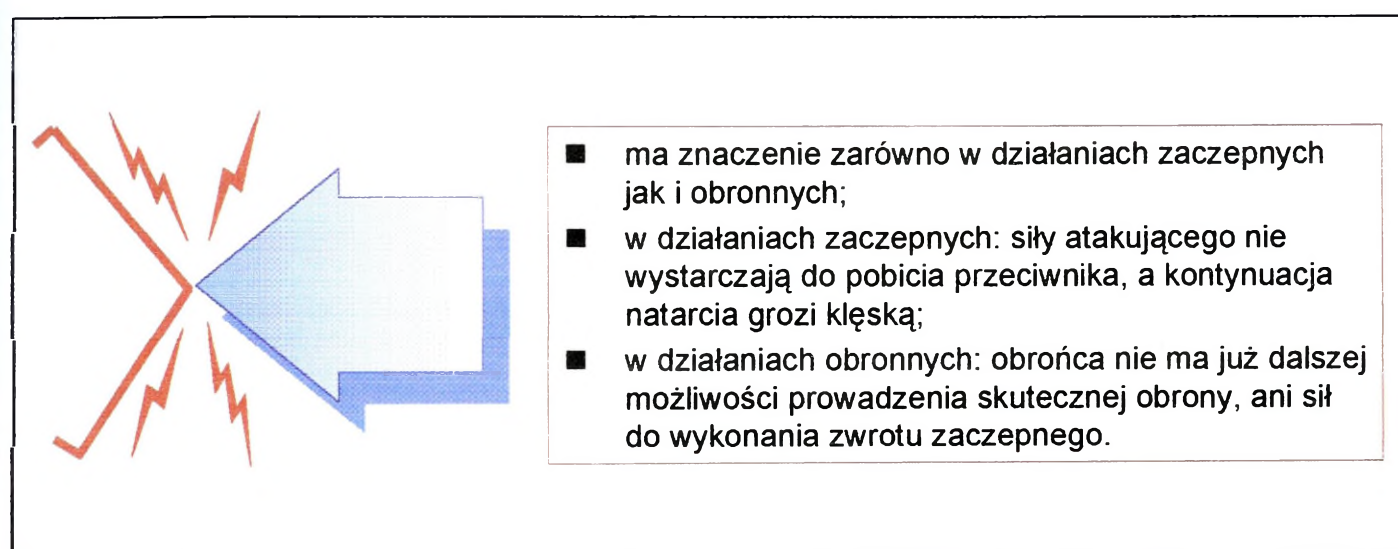 ■ ma znaczenie zarówno w działaniach zaczepnych
jak i obronnych;
■ w działaniach zaczepnych: siły atakującego nie
wystarczają do pobicia przeciwnika, a kontynuacja
natarcia grozi klęską;
■ w działaniach obronnych: obrońca nie ma już dalszej
możliwości prowadzenia skutecznej obrony, ani sił
do wykonania zwrotu zaczepnego.